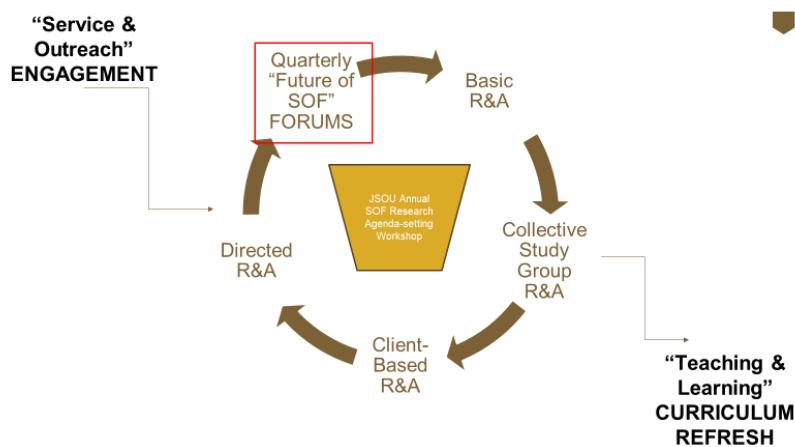 “Service &
Outreach”
ENGAGEMENT
Quarterly
“Future of
SOF”
FORUMS
Basic
R&A
JSOU Annual
SOF Research
Agenda-setting
Workshop
Collective
Study
Group
R&A
Directed
R&A
Client-
Based
R&A
“Teaching &
Learning”
CURRICULUM
REFRESH